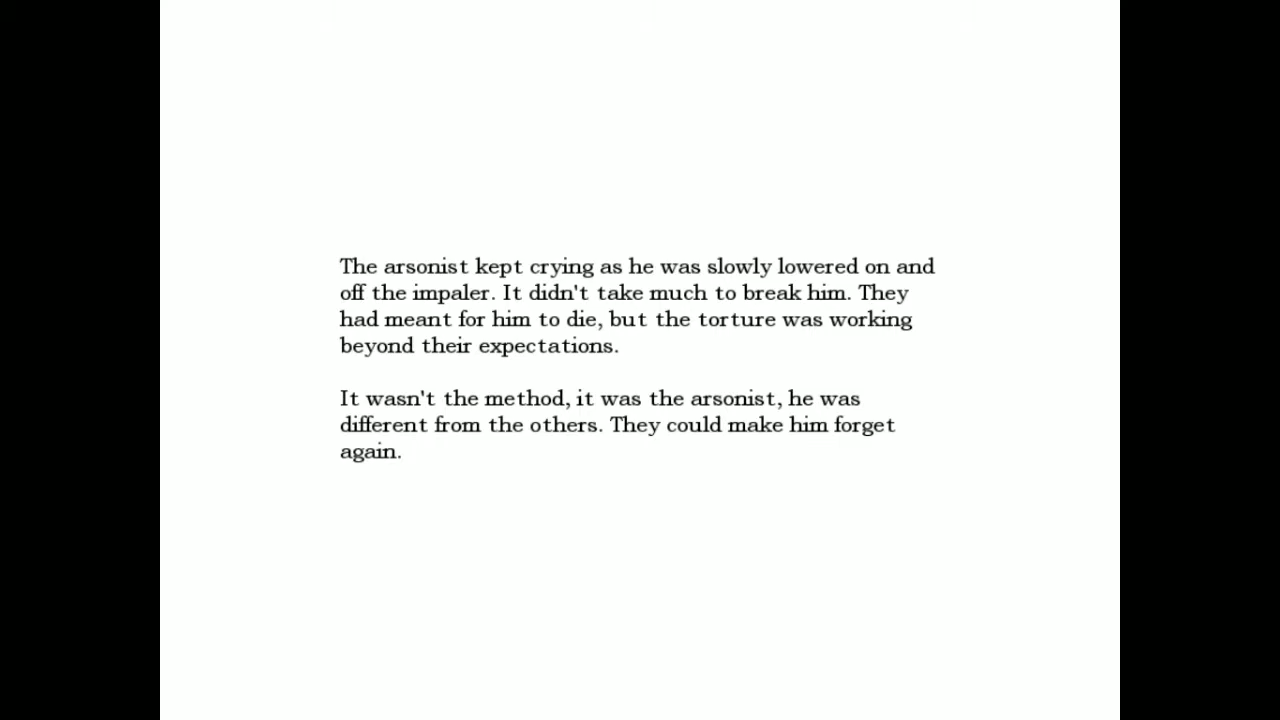 The arsonist kept crying as he was slowly lowered on and
off the impaler. It didn't take much to break him. They
had meant for him to die, but the torture was working
beyond their expectations.
It wasn't the method, it was the arsonist, he was
different from the others. They could make him forget
again.